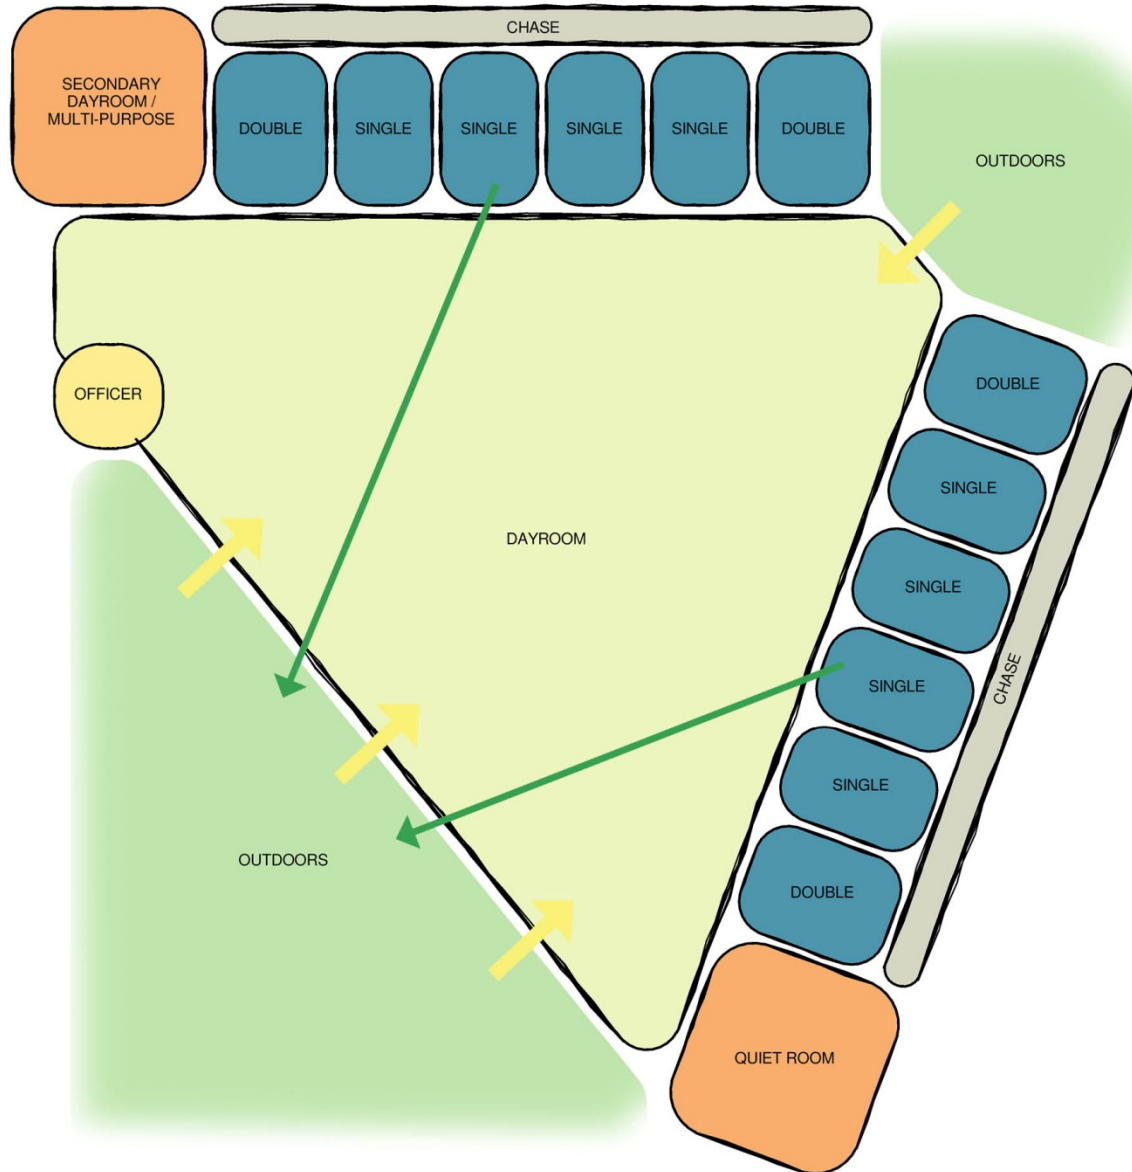 CHASE
SECONDARY
DAYROOM /
MULTI-PURPOSE
DOUBLE
SINGLE
SINGLE
SINGLE
SINGLE
DOUBLE
OUTDOORS
OFFICER
DOUBLE
SINGLE
DAYROOM
SINGLE
SINGLE
CHASE
SINGLE
OUTDOORS
DOUBLE
QUIET ROOM